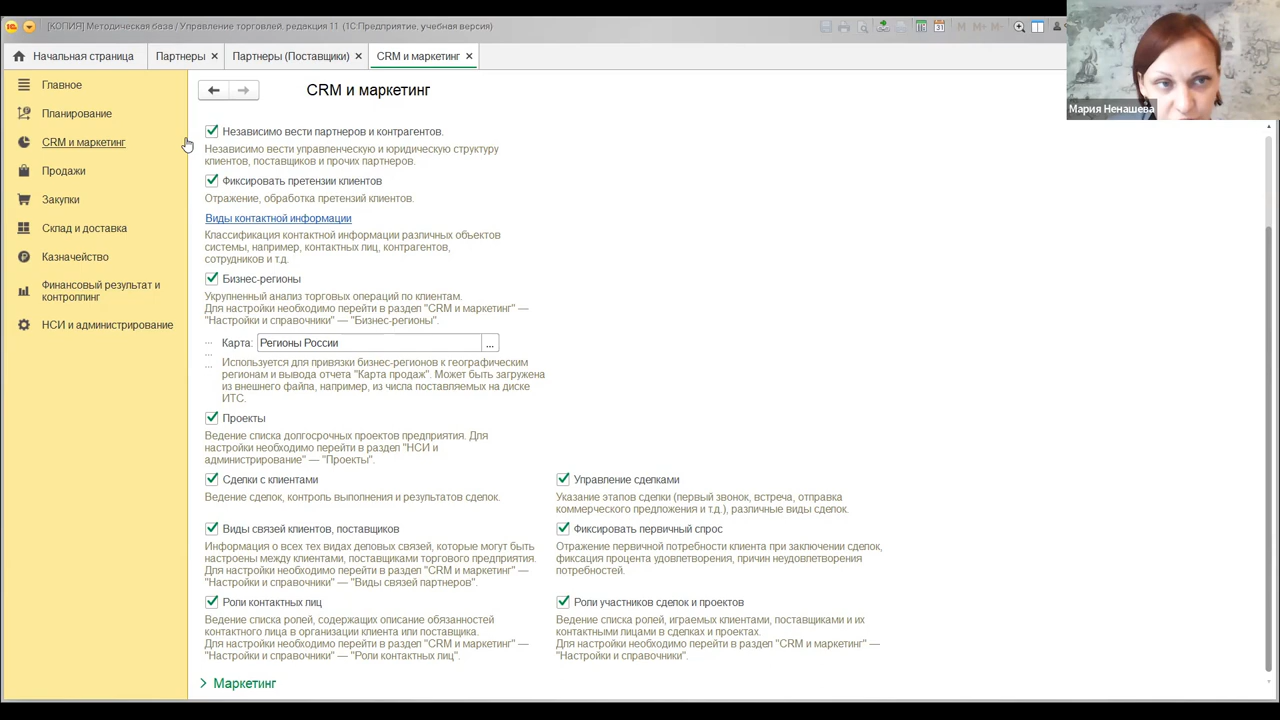 [КОПИЯ] Методическая база / Управление торговлей, редакция 11 (1С:Предприятие, учебная версия)
Начальная страница
Партнеры
Партнеры (Поставщики)
CRM и маркетинг
Мария Ненашева
Главное
Планирование
CRM и маркетинг
Продажи
Закупки
Склад и доставка
Казначейство
Финансовый результат и
контроллинг
НСИ и администрирование
CRM и маркетинг
Независимо вести партнеров и контрагентов.
Независимо вести управленческую и юридическую структуру
клиентов, поставщиков и прочих партнеров.
Фиксировать претензии клиентов
Отражение, обработка претензий клиентов.
Виды контактной информации
Классификация контактной информации различных объектов
системы, например, контактных лиц, контрагентов,
сотрудников и т.д.
Бизнес-регионы
Укрупненный анализ торговых операций по клиентам.
Для настройки необходимо перейти в раздел "CRM и маркетинг" —
"Настройки и справочники" — "Бизнес-регионы".
Карта: Регионы России ...
Используется для привязки бизнес-регионов к географическим
регионам и вывода отчета "Карта продаж". Может быть загружена
из внешнего файла, например, из числа поставляемых на диске
ИТС.
Проекты
Ведение списка долгосрочных проектов предприятия. Для
настройки необходимо перейти в раздел "НСИ и
администрирование" — "Проекты".
Сделки с клиентами
Ведение сделок, контроль выполнения и результатов сделок.
Управление сделками
Указание этапов сделки (первый звонок, встреча, отправка
коммерческого предложения и т.д.), различные виды сделок.
Виды связей клиентов, поставщиков
Информация о всех тех видах деловых связей, которые могут быть
настроены между клиентами, поставщиками торгового предприятия.
Для настройки необходимо перейти в раздел "CRM и маркетинг" —
"Настройки и справочники" — "Виды связей партнеров".
Фиксировать первичный спрос
Отражение первичной потребности клиента при заключении сделок,
фиксация процента удовлетворения, причин неудовлетворения
потребностей.
Роли контактных лиц
Ведение списка ролей, содержащих описание обязанностей
контактного лица в организации клиента или поставщика.
Для настройки необходимо перейти в раздел "CRM и маркетинг" —
"Настройки и справочники" — "Роли контактных лиц".
Роли участников сделок и проектов
Ведение списка ролей, играемых клиентами, поставщиками и их
контактными лицами в сделках и проектах.
Для настройки необходимо перейти в раздел "CRM и маркетинг" —
"Настройки и справочники".
Маркетинг